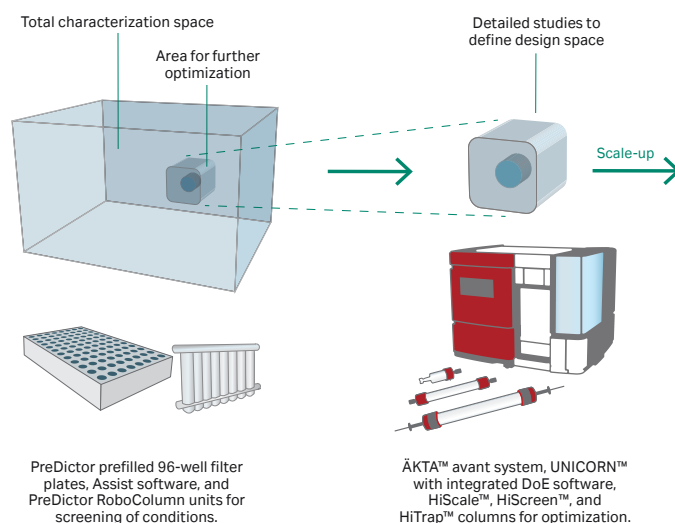 Total characterization space
Area for further
optimization
Detailed studies to
define design space
Scale-up
PreDictor prefilled 96-well filter
plates, Assist software, and
PreDictor RoboColumn units for
screening of conditions.
ÄKTA™ avant system, UNICORN™
with integrated DoE software,
HiScale™, HiScreen™, and
HiTrap™ columns for optimization.